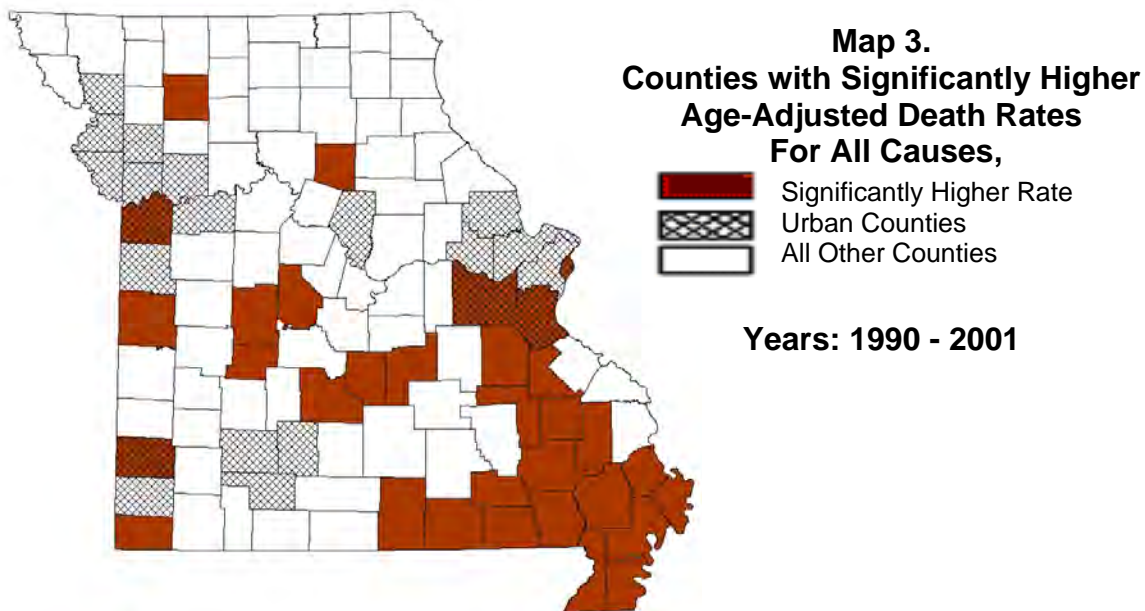 Map 3.
Counties with Significantly Higher
Age-Adjusted Death Rates
For All Causes,
Significantly Higher Rate
Urban Counties
All Other Counties
Years: 1990 - 2001